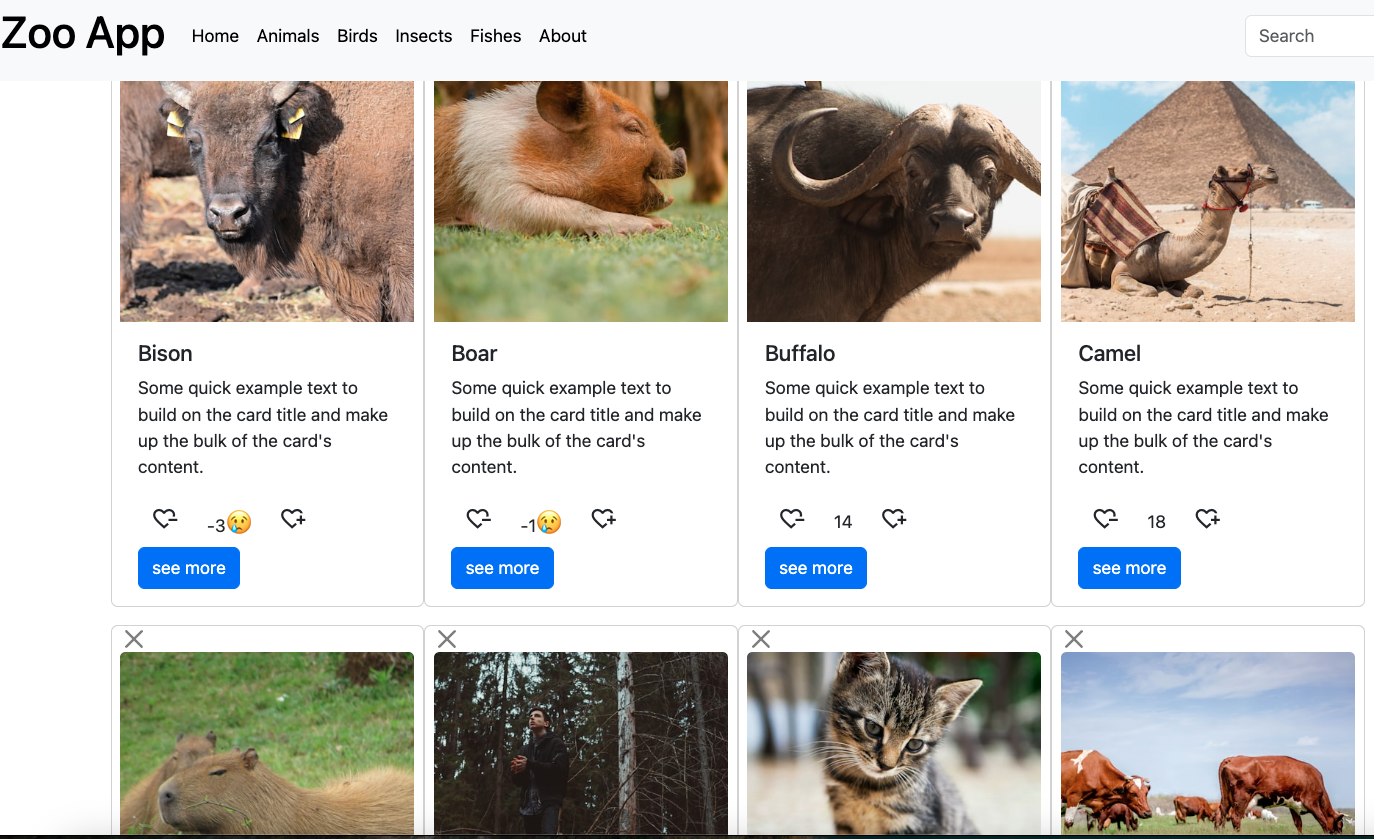 Zoo App Home Animals Birds Insects Fishes About Search
Bison
Some quick example text to
build on the card title and make
up the bulk of the card's
content.
-3😢
see more
Boar
Some quick example text to
build on the card title and make
up the bulk of the card's
content.
-1😢
see more
Buffalo
Some quick example text to
build on the card title and make
up the bulk of the card's
content.
14
see more
Camel
Some quick example text to
build on the card title and make
up the bulk of the card's
content.
18
see more